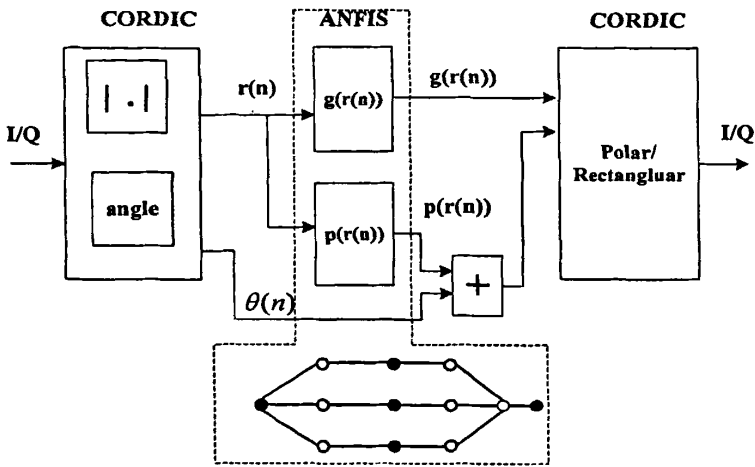 CORDIC
ANFIS
CORDIC
| . |
r(n)
g(r(n))
g(r(n))
I/Q
I/Q
Polar/
Rectangluar
angle
p(r(n))
p(r(n))
θ(n)
+